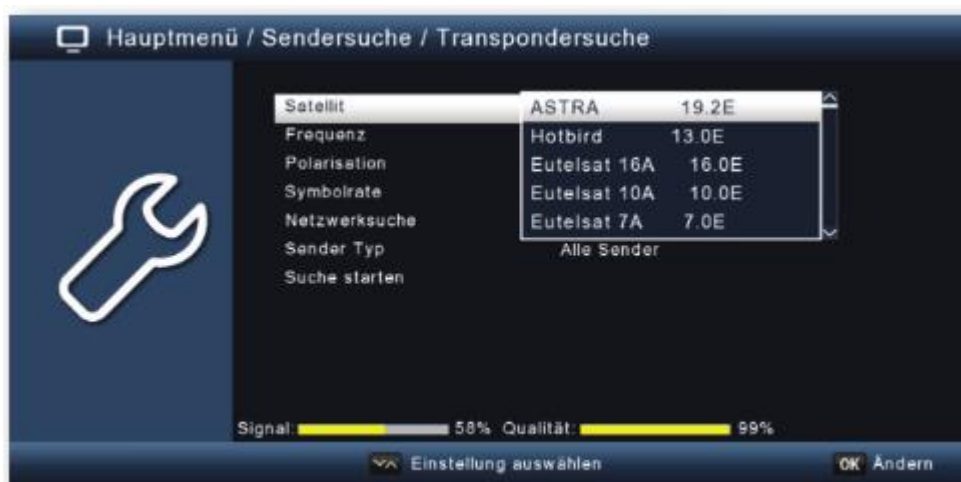 Hauptmenü / Sendersuche / Transpondersuche
Satellit ASTRA 19.2E
Frequenz Hotbird 13.0E
Polarisation Eutelsat 16A 16.0E
Symbolrate Eutelsat 10A 10.0E
Netzwerksuche Eutelsat 7A 7.0E
Sender Typ Alle Sender
Suche starten
Signal: 58% Qualität: 99%
Einstellung auswählen OK Ändern